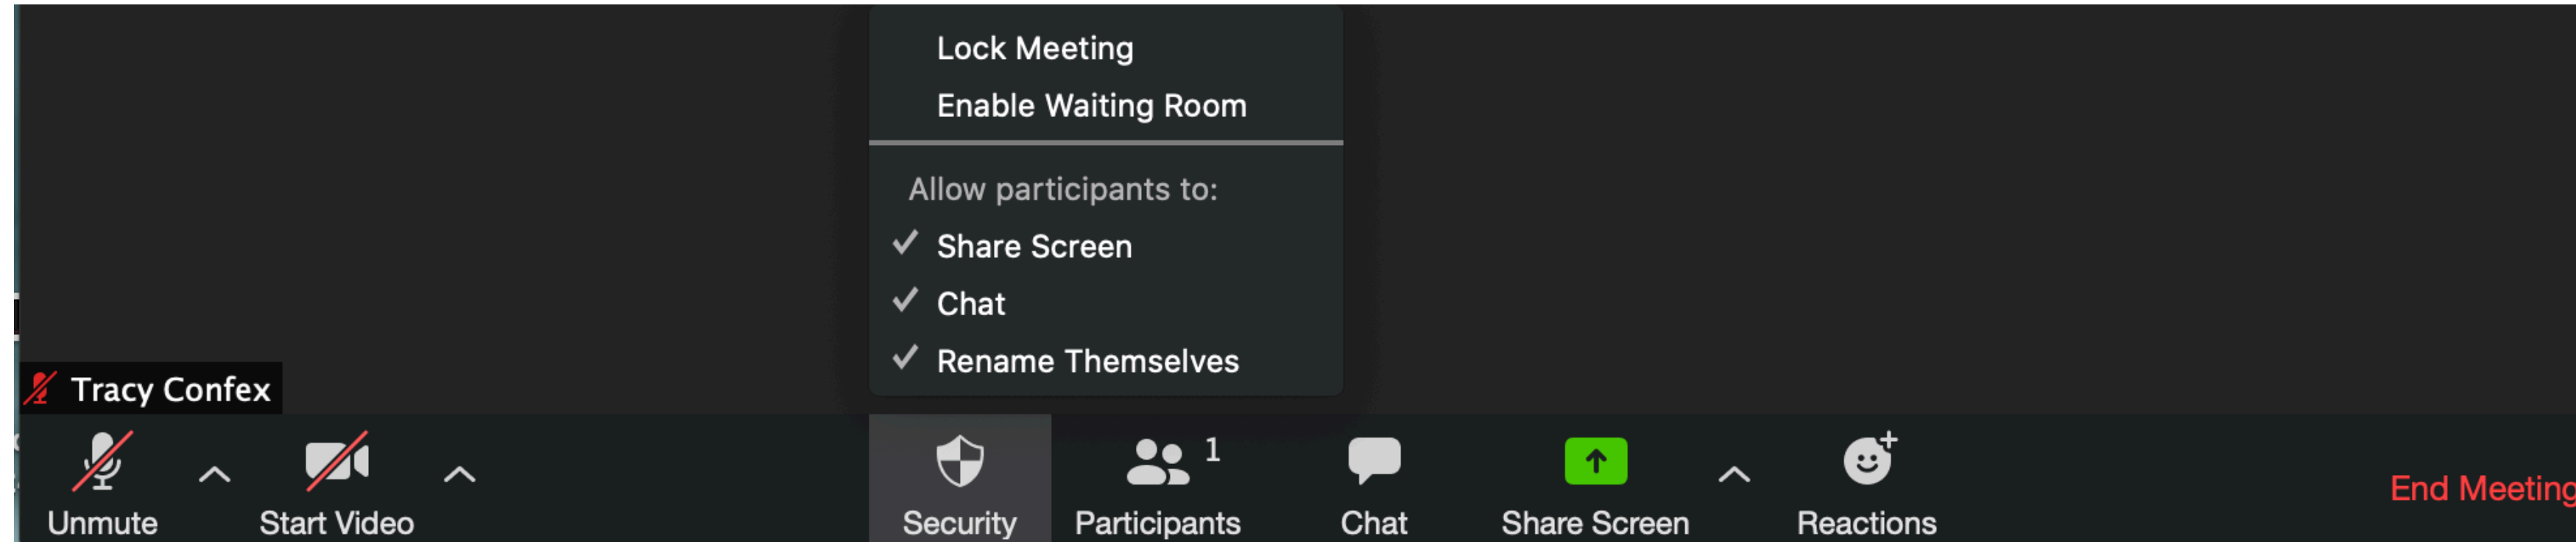 Lock Meeting
Enable Waiting Room
Allow participants to:
Share Screen
Chat
Rename Themselves
Tracy Confex
1
Unmute
Start Video
Security
Participants
Chat
Share Screen
Reactions
End Meeting